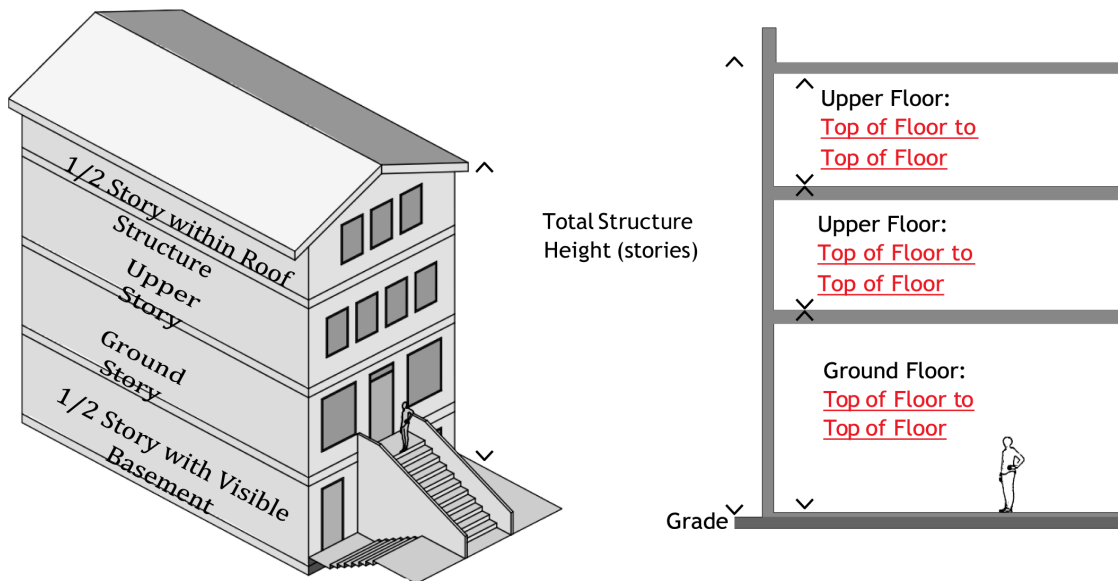 1/2 Story within Roof
Structure
Upper
Story
Ground
Story
1/2 Story with Visible
Basement
Total Structure
Height (stories)
Upper Floor:
Top of Floor to
Top of Floor
Upper Floor:
Top of Floor to
Top of Floor
Ground Floor:
Top of Floor to
Top of Floor
Grade